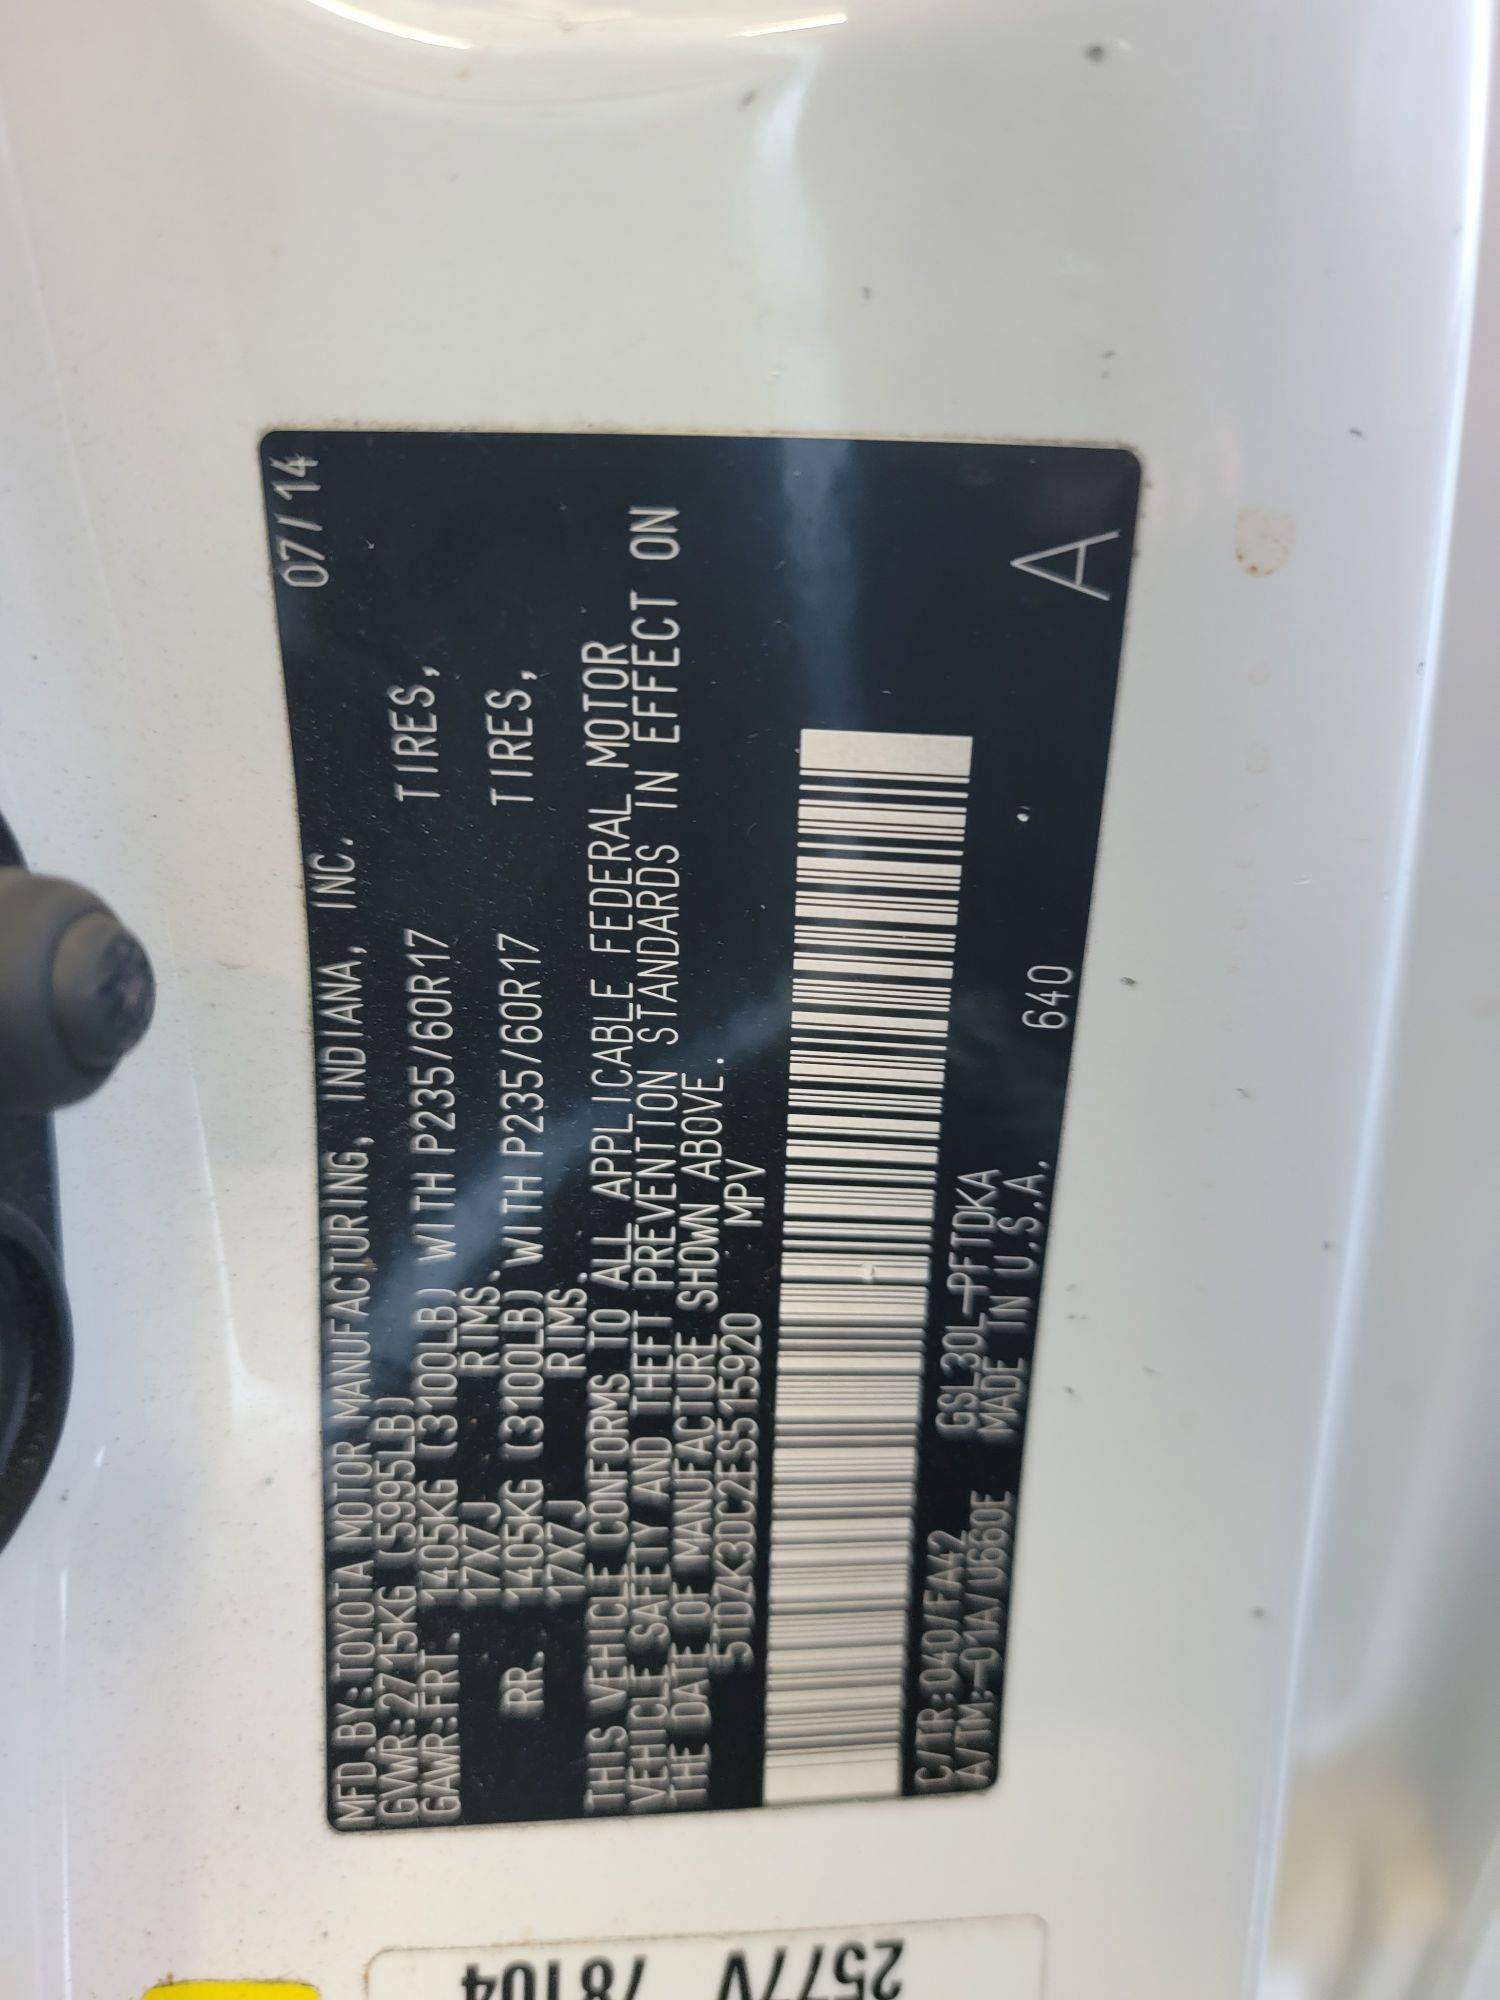 MFD.BY:TOYOTA MOTOR MANUFACTURING, INDIANA, INC. 07/14
GVWR:2715KG (5995LB)
GAWR:FRT. 1405KG (3100LB) WITH P235/60R17 TIRES,
17X7J RIMS.
RR. 1405KG (3100LB) WITH P235/60R17 TIRES,
17X7J RIMS.
THIS VEHICLE CONFORMS TO ALL APPLICABLE FEDERAL MOTOR
VEHICLE SAFETY AND THEFT PREVENTION STANDARDS IN EFFECT ON
THE DATE OF MANUFACTURE SHOWN ABOVE.
5TDZK3DC2ES515920 MPV
C/TR:040/FA42 GSL30L-PFTDKA
A/TM:-01A/U660E MADE IN U.S.A. 640
A
2577V
78104